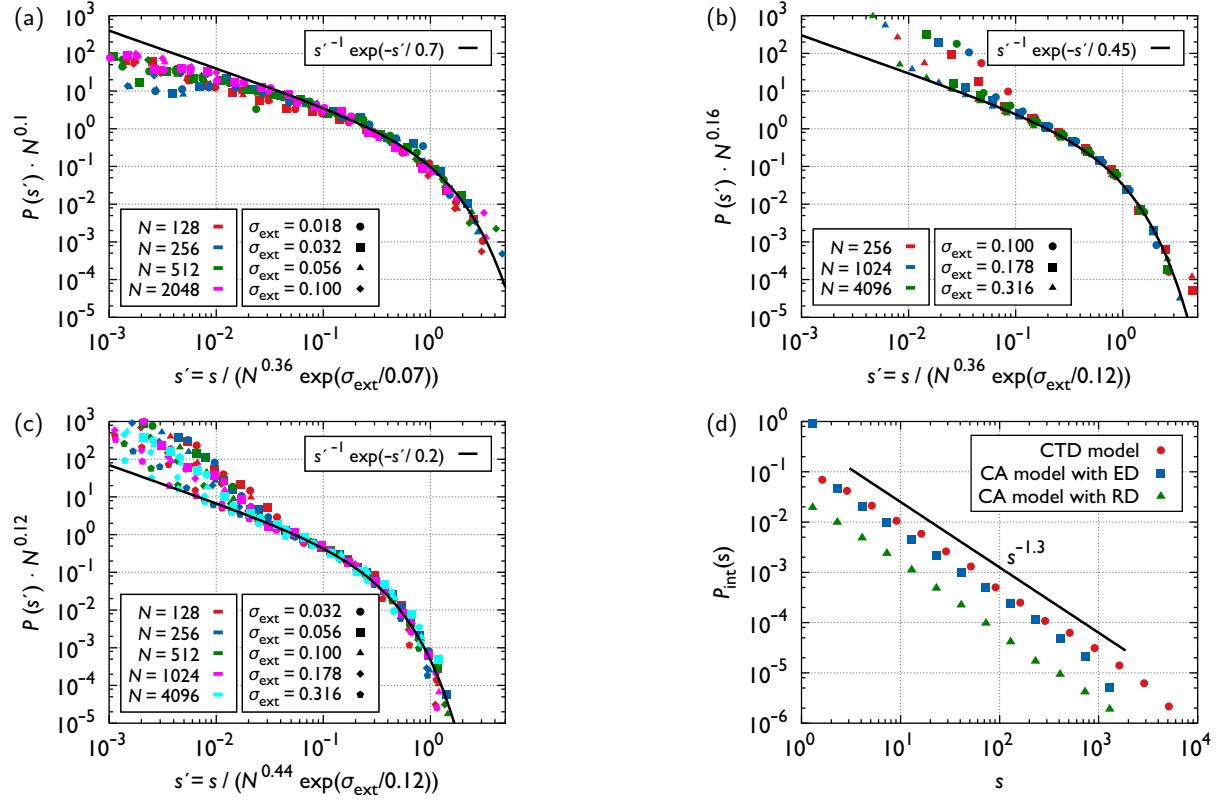 (a)
P(s′) · N^0.1
10^3
10^2
10^1
10^0
10^−1
10^−2
10^−3
10^−4
10^−5
s′^−1 exp(−s′/ 0.7)
N = 128
N = 256
N = 512
N = 2048
σ_ext = 0.018
σ_ext = 0.032
σ_ext = 0.056
σ_ext = 0.100
10^−3 10^−2 10^−1 10^0
s′ = s / (N^0.36 exp(σ_ext/0.07))
(b)
P(s′) · N^0.16
10^3
10^2
10^1
10^0
10^−1
10^−2
10^−3
10^−4
10^−5
s′^−1 exp(−s′/ 0.45)
N = 256
N = 1024
N = 4096
σ_ext = 0.100
σ_ext = 0.178
σ_ext = 0.316
10^−3 10^−2 10^−1 10^0
s′ = s / (N^0.36 exp(σ_ext/0.12))
(c)
P(s′) · N^0.12
10^3
10^2
10^1
10^0
10^−1
10^−2
10^−3
10^−4
10^−5
s′^−1 exp(−s′/ 0.2)
N = 128
N = 256
N = 512
N = 1024
N = 4096
σ_ext = 0.032
σ_ext = 0.056
σ_ext = 0.100
σ_ext = 0.178
σ_ext = 0.316
10^−3 10^−2 10^−1 10^0
s′ = s / (N^0.44 exp(σ_ext/0.12))
(d)
P_int(s)
10^0
10^−1
10^−2
10^−3
10^−4
10^−5
10^−6
CTD model
CA model with ED
CA model with RD
s^−1.3
10^0 10^1 10^2 10^3 10^4
s